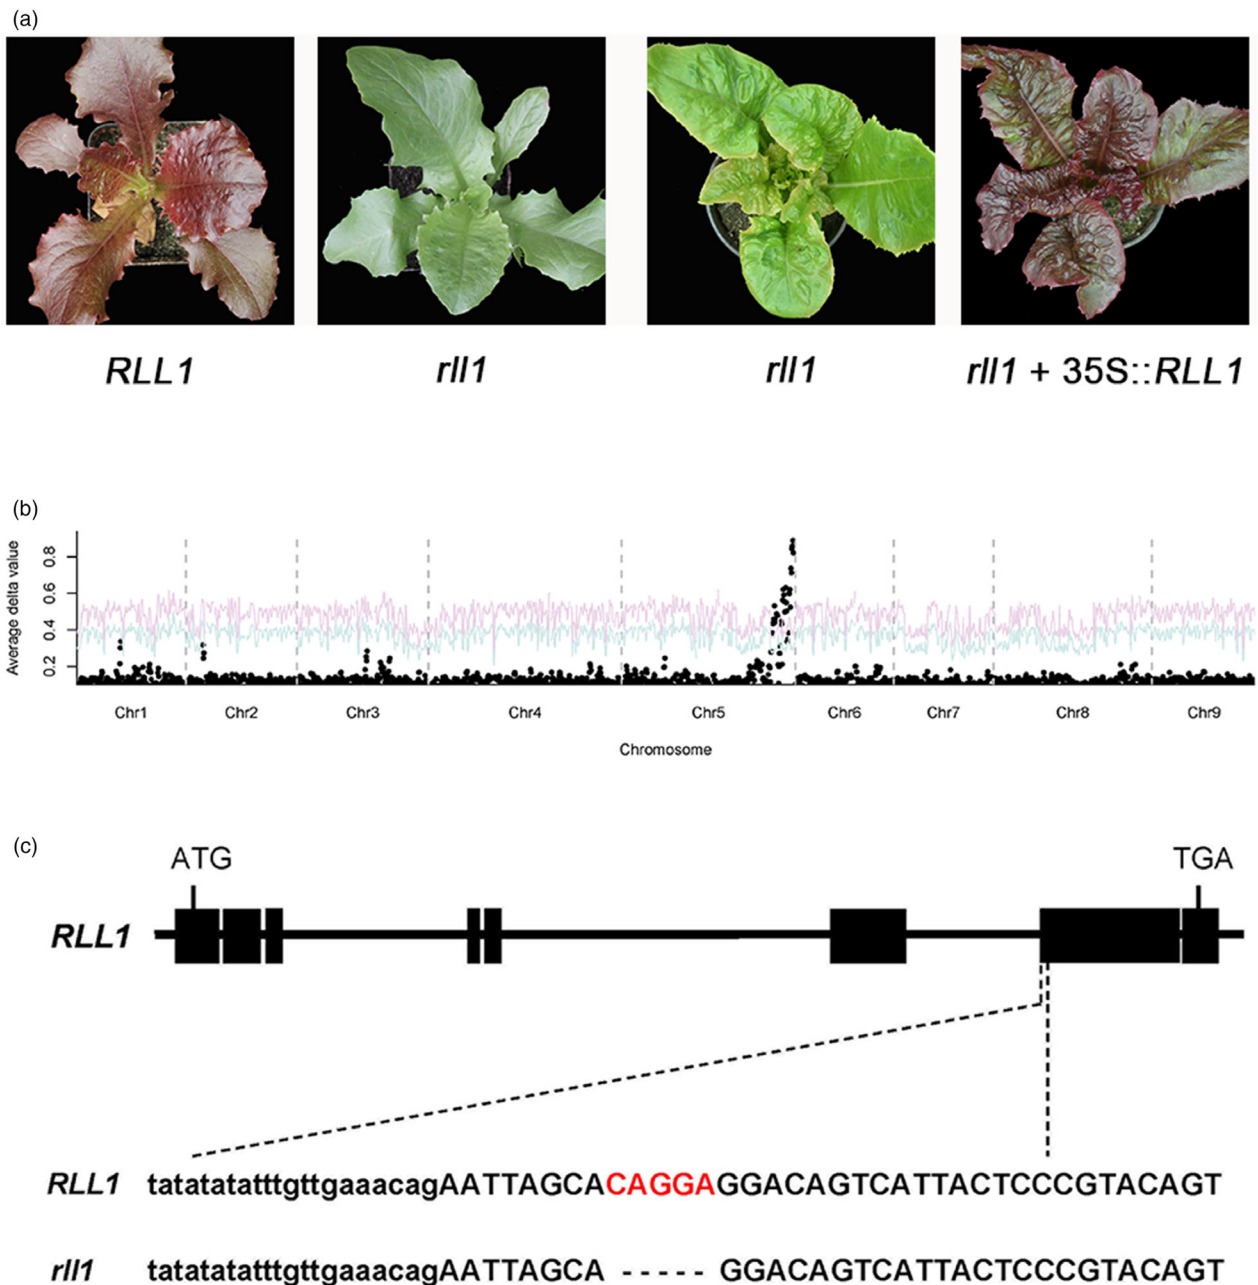 (a)
RLL1 rll1 rll1 rll1 + 35S::RLL1
(b)
Average delta value
0.8
0.6
0.4
0.2
Chr1 Chr2 Chr3 Chr4 Chr5 Chr6 Chr7 Chr8 Chr9
Chromosome
(c)
ATG TGA
RLL1
RLL1 tatatatatttgttgaaacagAATTAGCACAGGAGGACAGTCATTACTCCCGTACAGT
rll1 tatatatatttgttgaaacagAATTAGCA - - - - - GGACAGTCATTACTCCCGTACAGT